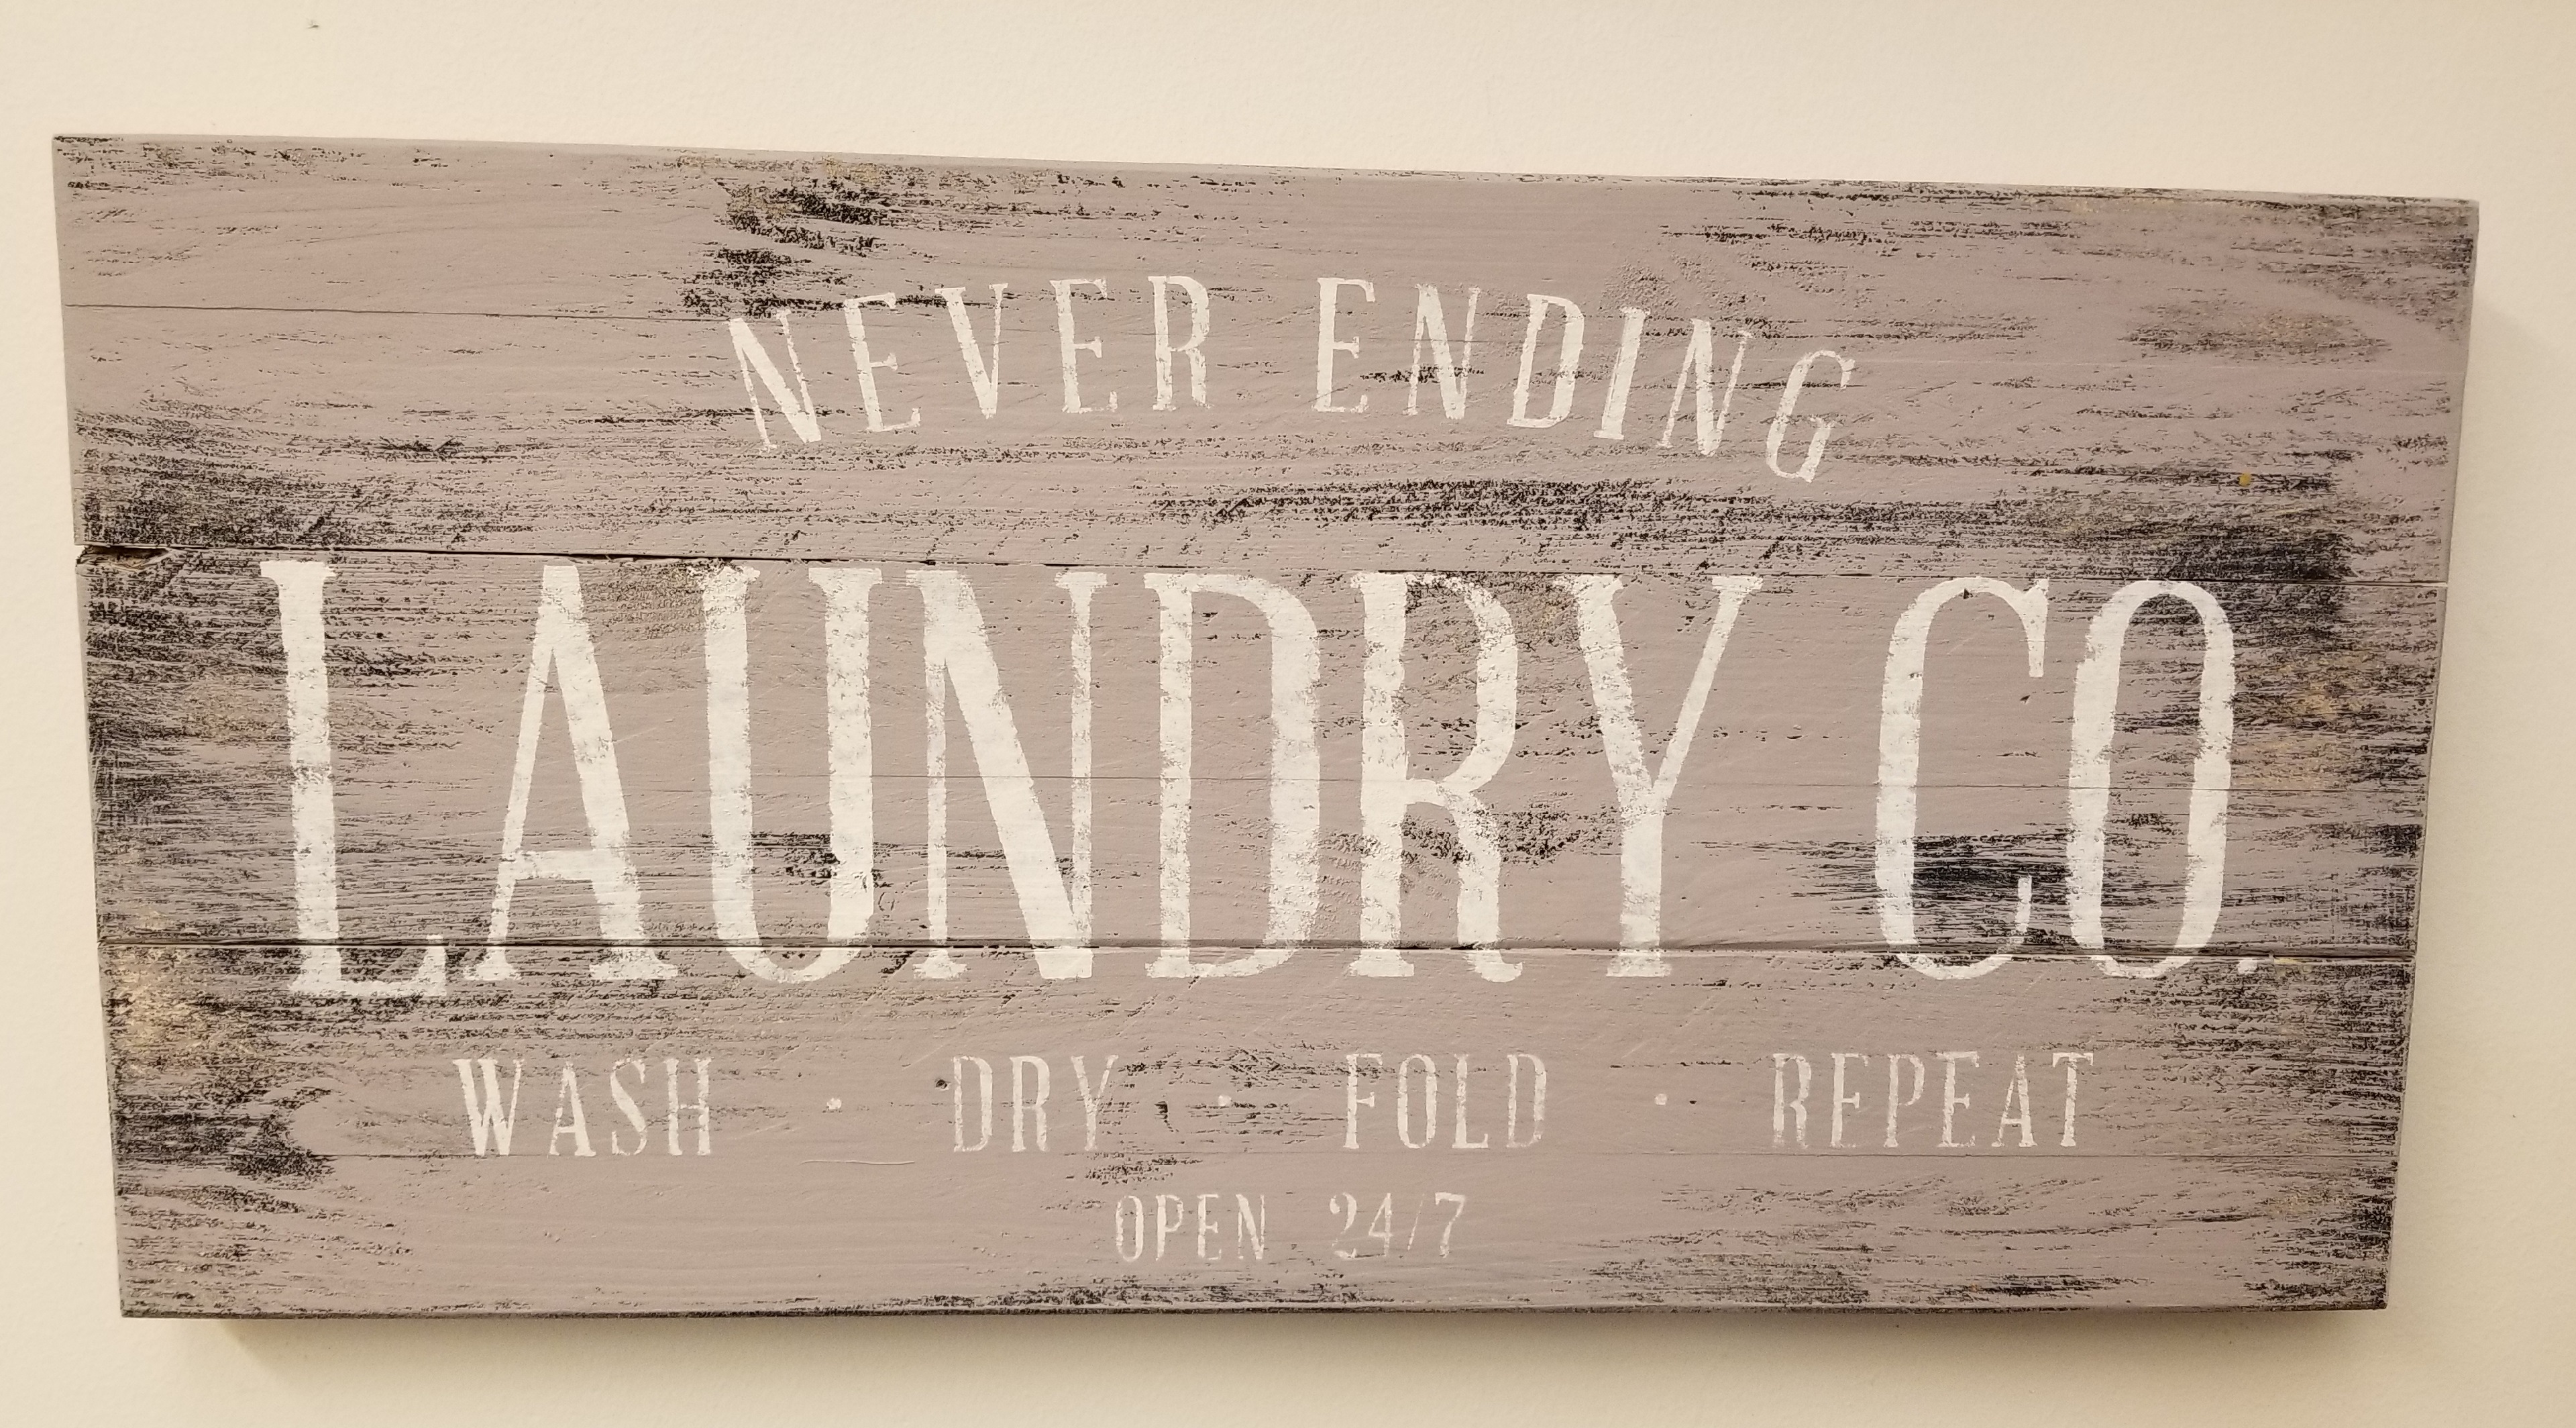 NEVER ENDING
LAUNDRY CO.
WASH · DRY · FOLD · REPEAT
OPEN 24/7